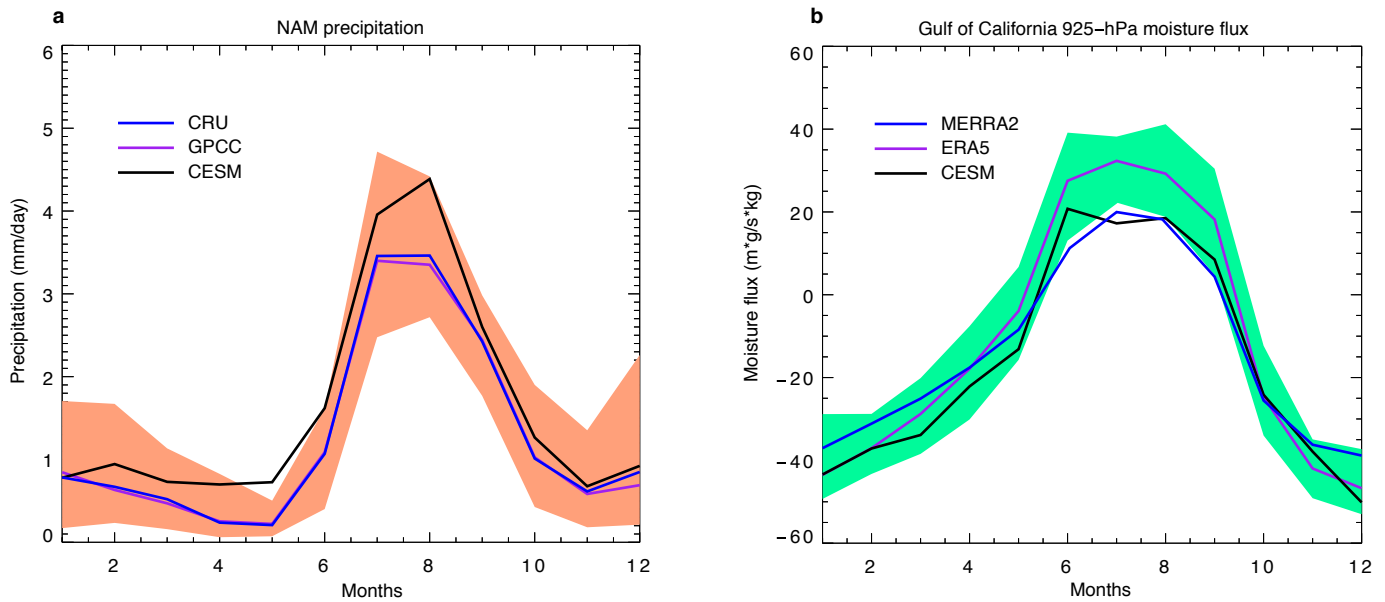 a
NAM precipitation
6
5
4
3
2
1
0
Precipitation (mm/day)
CRU
GPCC
CESM
2 4 6 8 10 12
Months
b
Gulf of California 925−hPa moisture flux
60
40
20
0
−20
−40
−60
Moisture flux (m*g/s*kg)
MERRA2
ERA5
CESM
2 4 6 8 10 12
Months